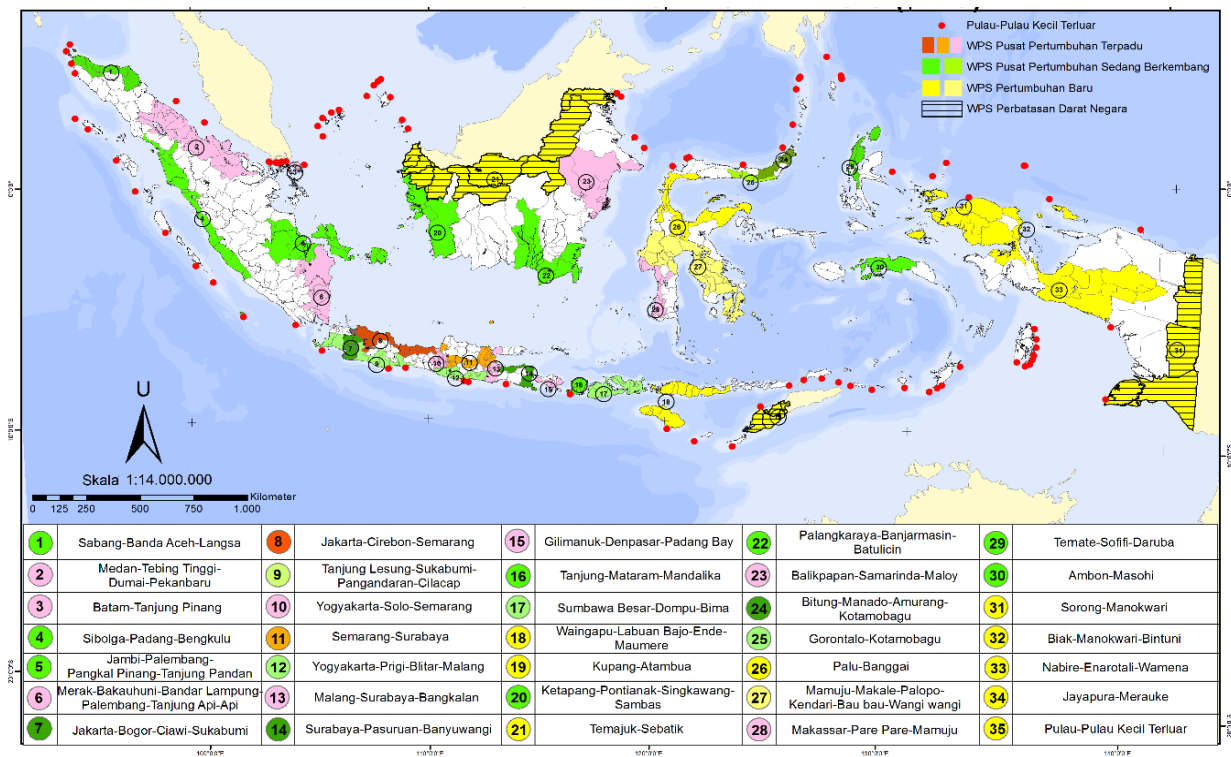 Pulau-Pulau Kecil Terluar
WPS Pusat Pertumbuhan Terpadu
WPS Pusat Pertumbuhan Sedang Berkembang
WPS Pertumbuhan Baru
WPS Perbatasan Darat Negara
U
Skala 1:14.000.000
Kilometer
0 125 250 500 750 1.000
1 Sabang-Banda Aceh-Langsa
2 Medan-Tebing Tinggi-
Dumai-Pekanbaru
3 Batam-Tanjung Pinang
4 Sibolga-Padang-Bengkulu
5 Jambi-Palembang-
Pangkal Pinang-Tanjung Pandan
6 Merak-Bakauhuni-Bandar Lampung-
Palembang-Tanjung Api-Api
7 Jakarta-Bogor-Ciawi-Sukabumi
8 Jakarta-Cirebon-Semarang
9 Tanjung Lesung-Sukabumi-
Pangandaran-Cilacap
10 Yogyakarta-Solo-Semarang
11 Semarang-Surabaya
12 Yogyakarta-Prigi-Blitar-Malang
13 Malang-Surabaya-Bangkalan
14 Surabaya-Pasuruan-Banyuwangi
15 Gilimanuk-Denpasar-Padang Bay
16 Tanjung-Mataram-Mandalika
17 Sumbawa Besar-Dompu-Bima
18 Waingapu-Labuan Bajo-Ende-
Maumere
19 Kupang-Atambua
20 Ketapang-Pontianak-Singkawang-
Sambas
21 Temajuk-Sebatik
22 Palangkaraya-Banjarmasin-
Batulicin
23 Balikpapan-Samarinda-Maloy
24 Bitung-Manado-Amurang-
Kotamobagu
25 Gorontalo-Kotamobagu
26 Palu-Banggai
27 Mamuju-Makale-Palopo-
Kendari-Bau bau-Wangi wangi
28 Makassar-Pare Pare-Mamuju
29 Ternate-Sofifi-Daruba
30 Ambon-Masohi
31 Sorong-Manokwari
32 Biak-Manokwari-Bintuni
33 Nabire-Enarotali-Wamena
34 Jayapura-Merauke
35 Pulau-Pulau Kecil Terluar